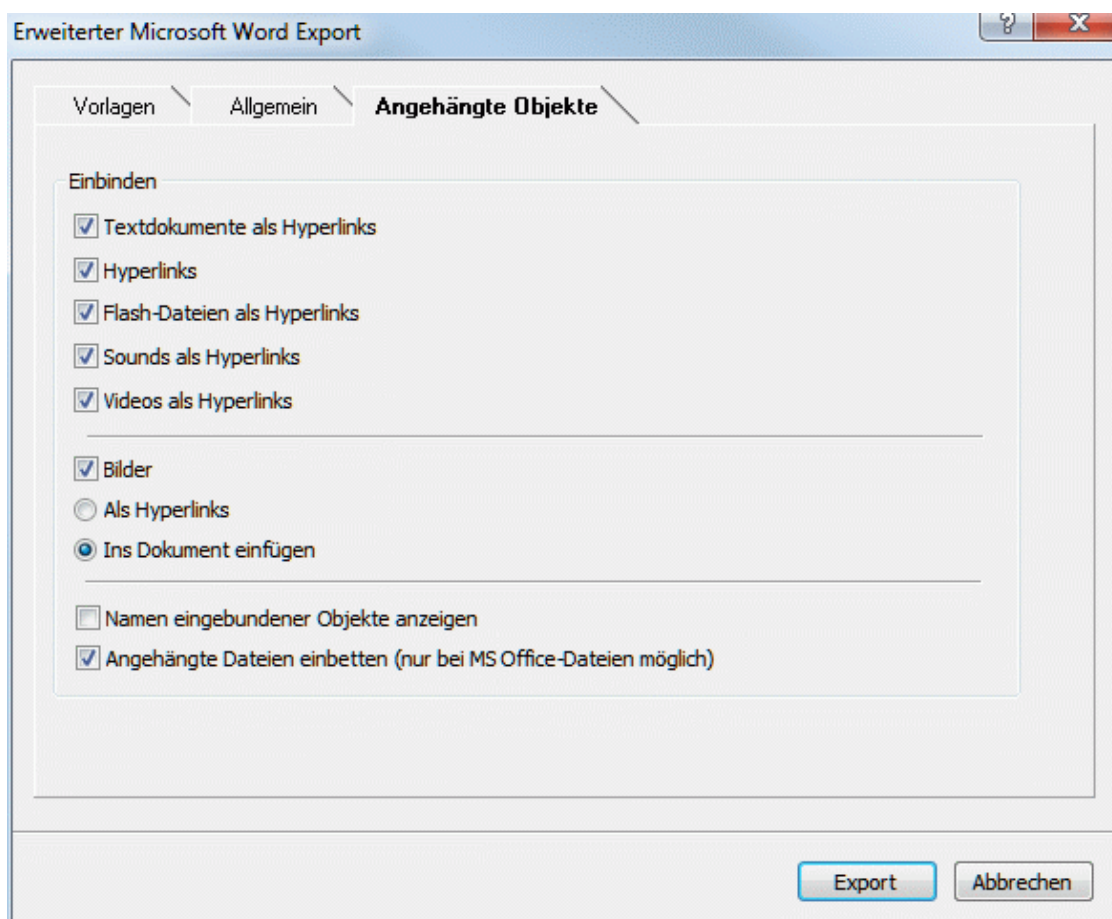 Erweiterter Microsoft Word Export
? X
Vorlagen Allgemein Angehängte Objekte
Einbinden
Textdokumente als Hyperlinks
Hyperlinks
Flash-Dateien als Hyperlinks
Sounds als Hyperlinks
Videos als Hyperlinks
Bilder
Als Hyperlinks
Ins Dokument einfügen
Namen eingebundener Objekte anzeigen
Angehängte Dateien einbetten (nur bei MS Office-Dateien möglich)
Export Abbrechen